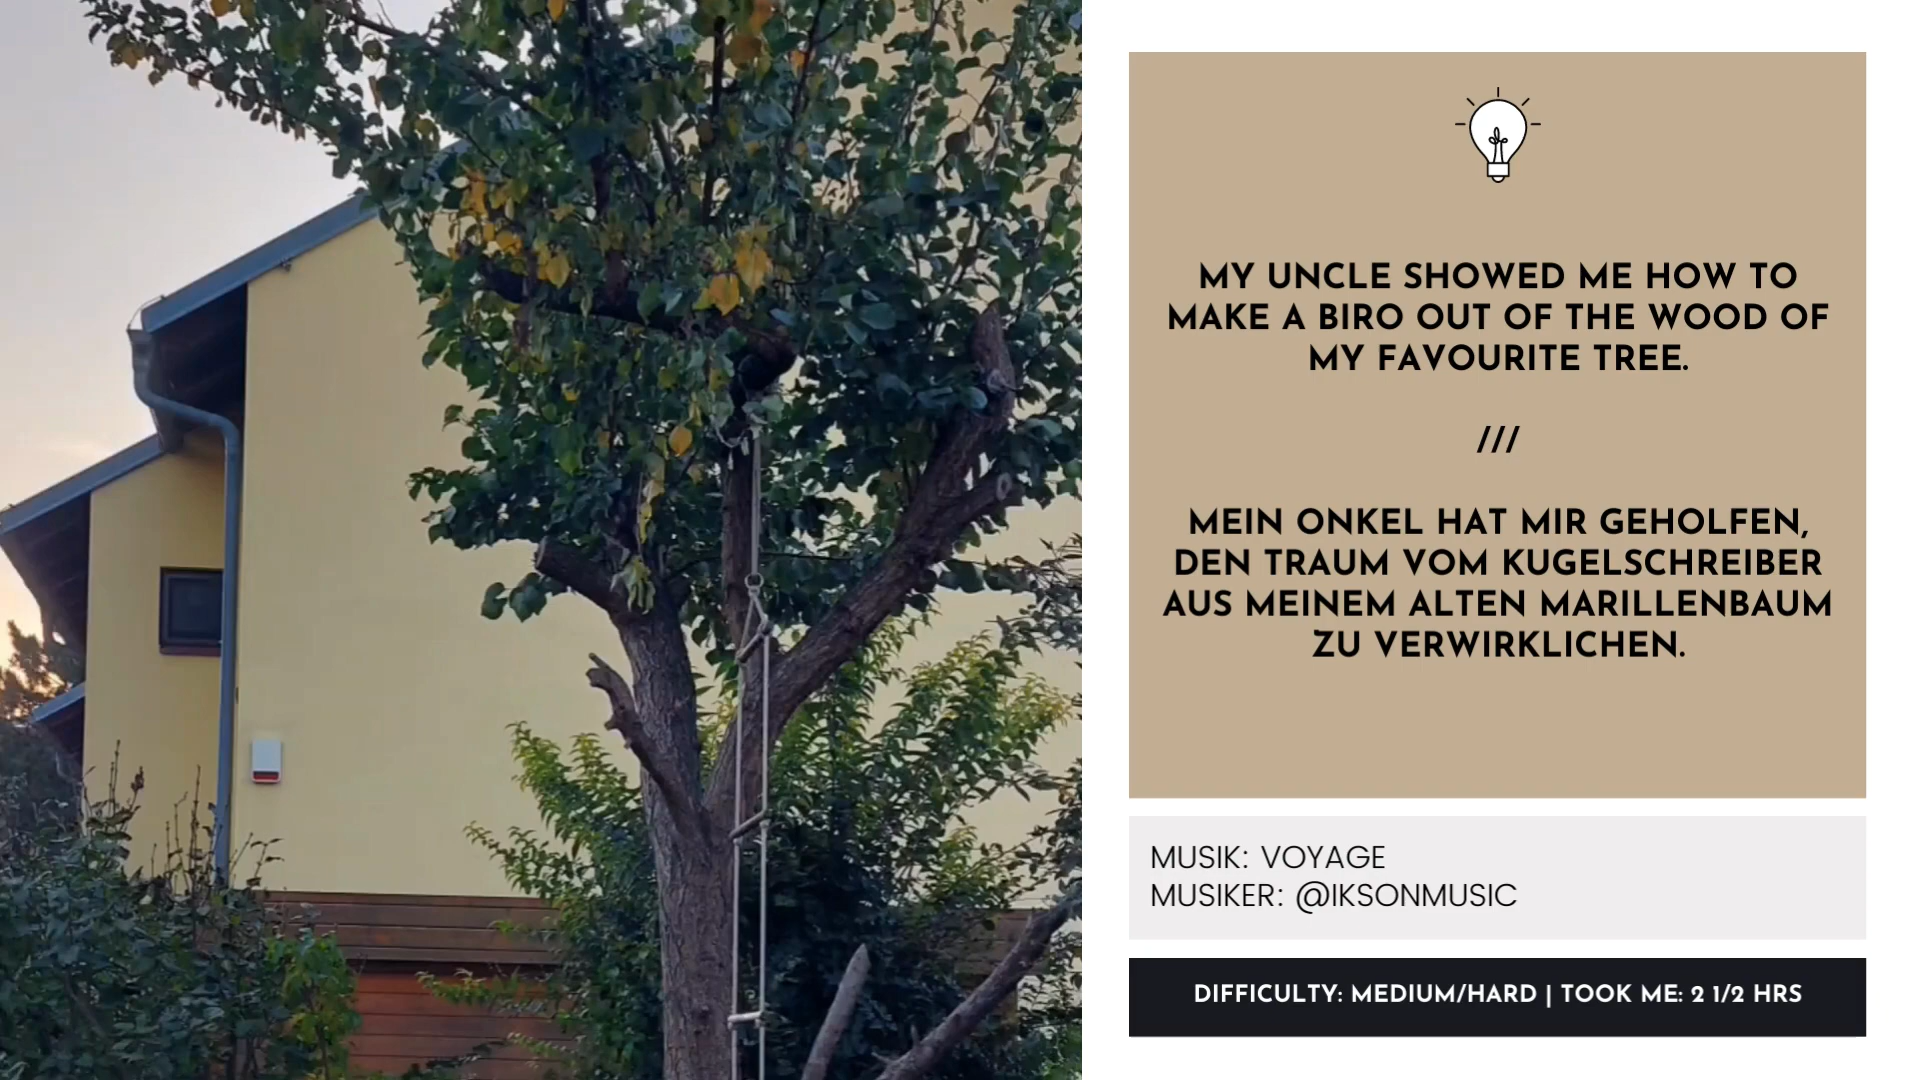 MY UNCLE SHOWED ME HOW TO
MAKE A BIRO OUT OF THE WOOD OF
MY FAVOURITE TREE.
///
MEIN ONKEL HAT MIR GEHOLFEN,
DEN TRAUM VOM KUGELSCHREIBER
AUS MEINEM ALTEN MARILLENBAUM
ZU VERWIRKLICHEN.
MUSIK: VOYAGE
MUSIKER: @IKSONMUSIC
DIFFICULTY: MEDIUM/HARD | TOOK ME: 2 1/2 HRS